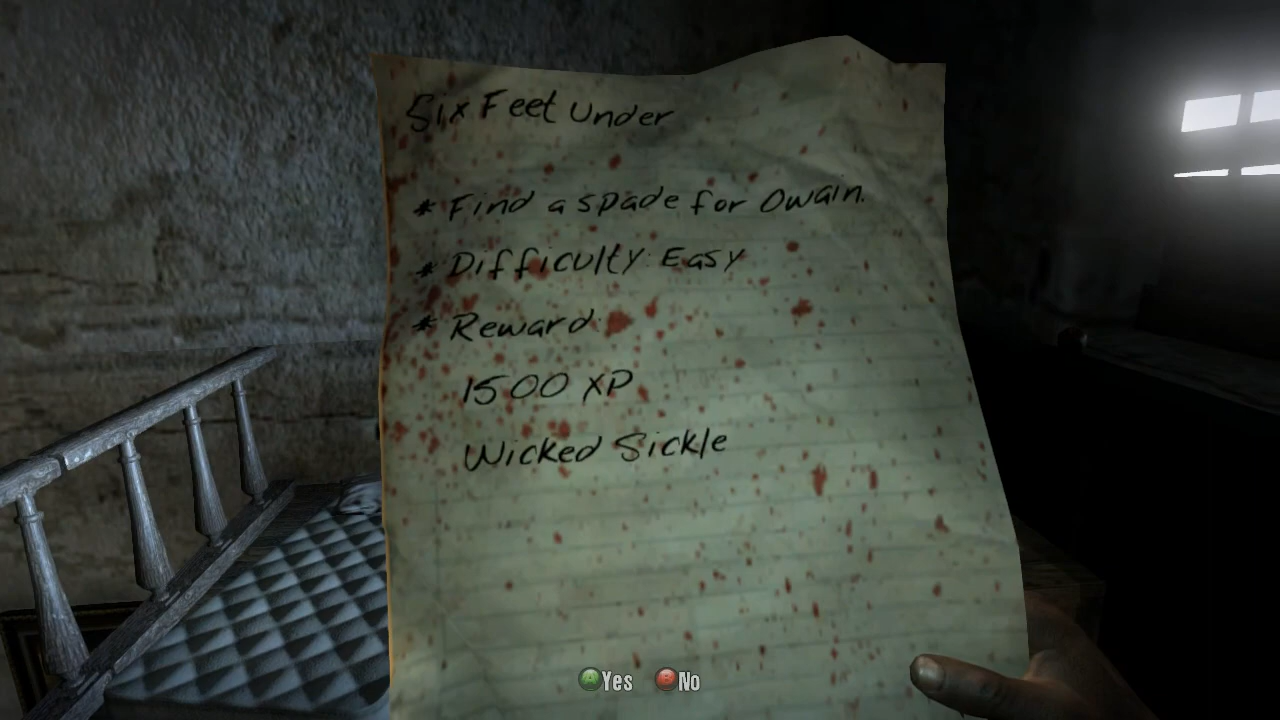 Six Feet Under
* Find a spade for Owain.
* Difficulty: Easy
* Reward
1500 XP
Wicked Sickle
A Yes B No